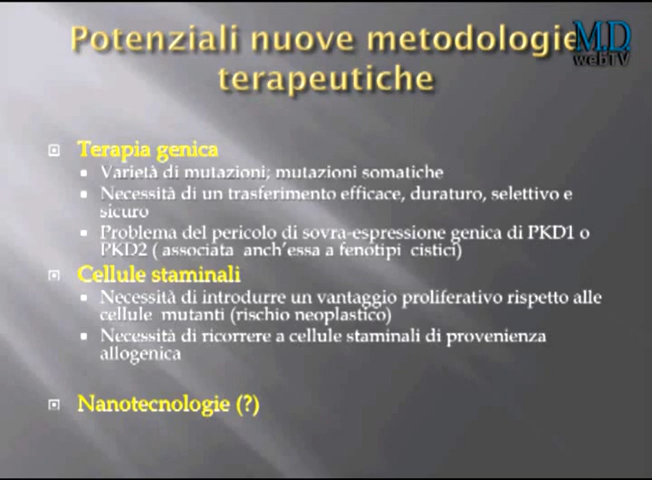 Potenziali nuove metodologie
M.D.
webTV
terapeutiche
Terapia genica
Varietà di mutazioni; mutazioni somatiche
Necessità di un trasferimento efficace, duraturo, selettivo e
sicuro
Problema del pericolo di sovra-espressione genica di PKD1 o
PKD2 ( associata anch'essa a fenotipi cistici)
Cellule staminali
Necessità di introdurre un vantaggio proliferativo rispetto alle
cellule mutanti (rischio neoplastico)
Necessità di ricorrere a cellule staminali di provenienza
allogenica
Nanotecnologie (?)